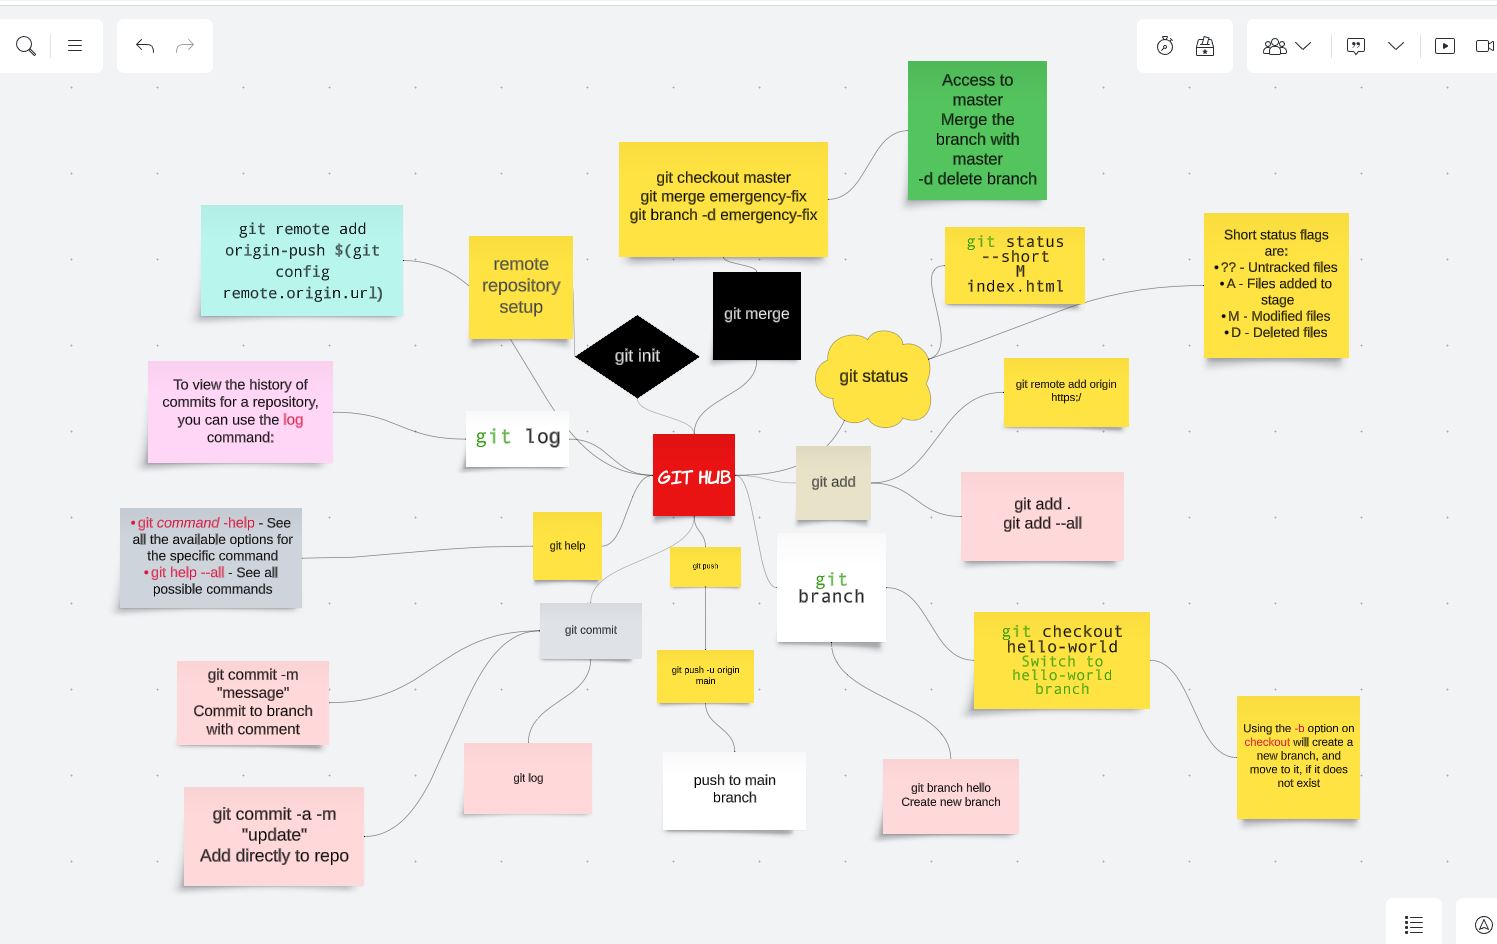 Access to
master
Merge the
branch with
master
-d delete branch
git checkout master
git merge emergency-fix
git branch -d emergency-fix
git remote add
origin-push $(git
config
remote.origin.url)
remote
repository
setup
git status
--short
M
index.html
Short status flags
are:
• ?? - Untracked files
• A - Files added to
stage
• M - Modified files
• D - Deleted files
git merge
git init
git status
To view the history of
commits for a repository,
you can use the log
command:
git remote add origin
https:/
git log
GIT HUB
git add
git add .
git add --all
• git command -help - See
all the available options for
the specific command
• git help --all - See all
possible commands
git help
git push
git
branch
git commit
git checkout
hello-world
Switch to
hello-world
branch
git commit -m
"message"
Commit to branch
with comment
git push -u origin
main
Using the -b option on
checkout will create a
new branch, and
move to it, if it does
not exist
git log
push to main
branch
git branch hello
Create new branch
git commit -a -m
"update"
Add directly to repo